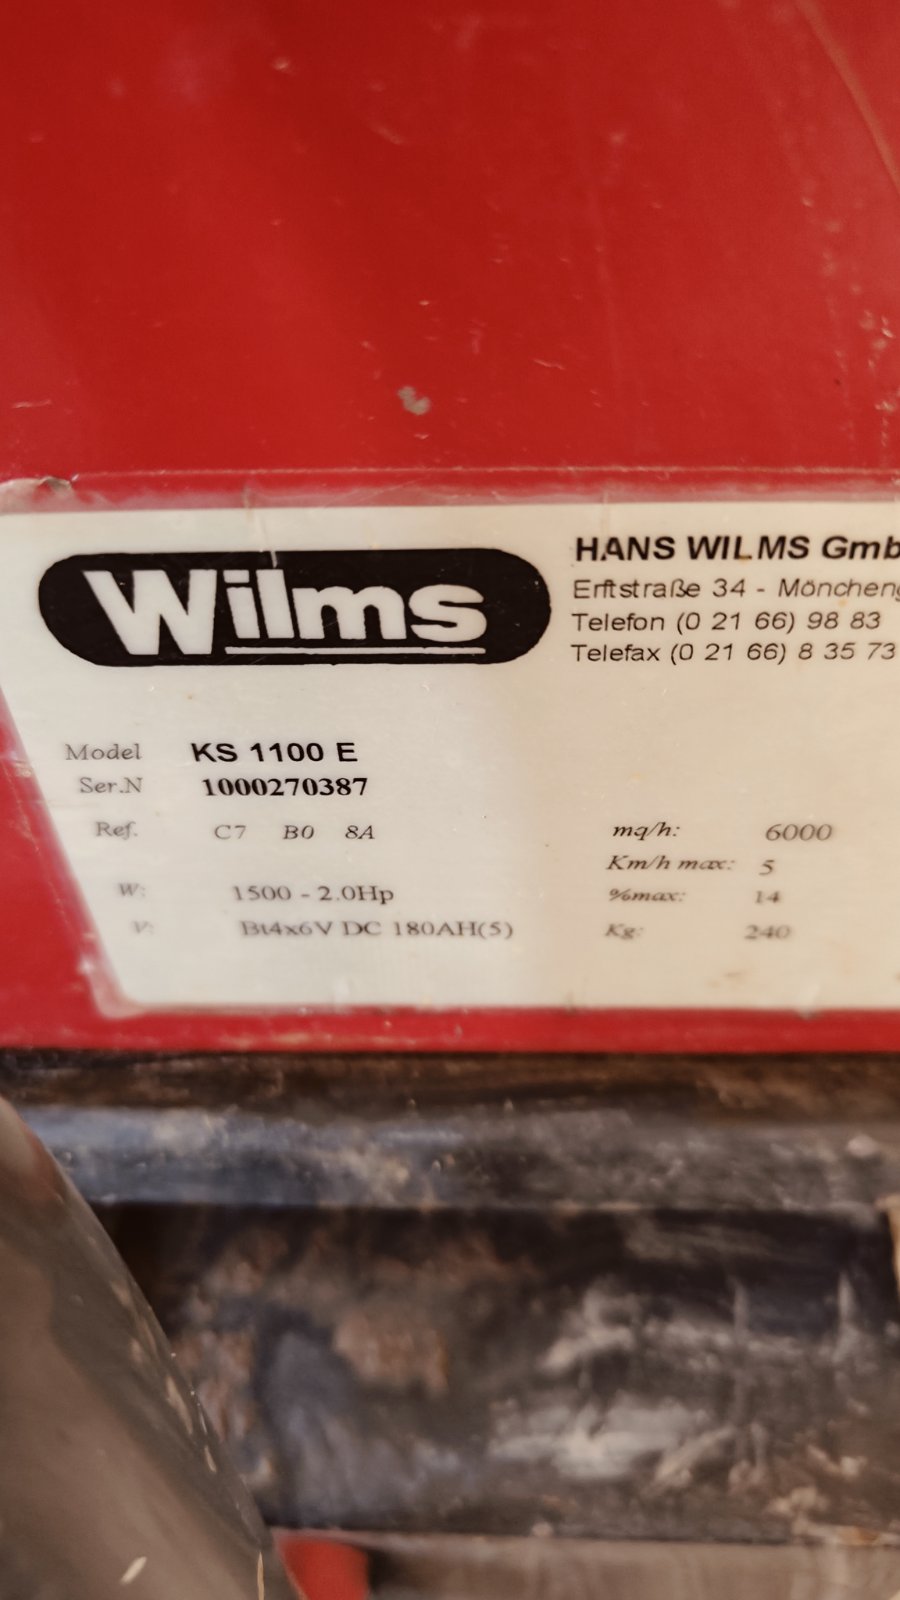 Wilms
HANS WILMS Gmb
Erftstraße 34 - Möncheng
Telefon (0 21 66) 98 83
Telefax (0 21 66) 8 35 73
Model KS 1100 E
Ser.N 1000270387
Ref. C7 B0 8A
W: 1500 - 2.0Hp
V: Bt4x6V DC 180AH(5)
mq/h: 6000
Km/h max: 5
%max: 14
Kg: 240